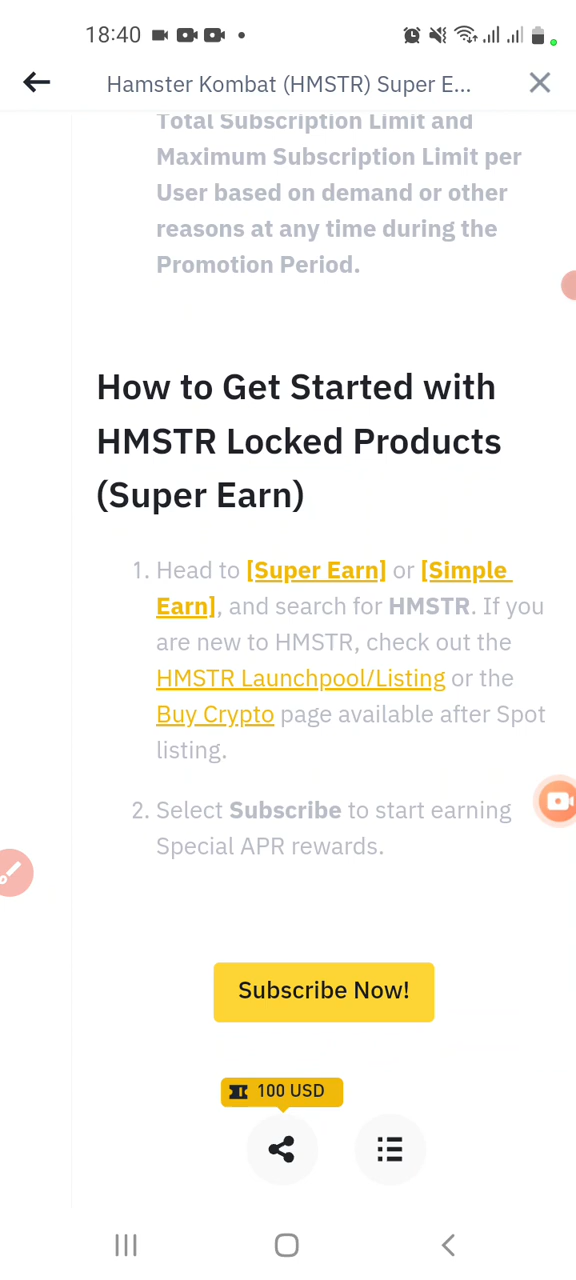 18:40
Hamster Kombat (HMSTR) Super E...
Total Subscription Limit and
Maximum Subscription Limit per
User based on demand or other
reasons at any time during the
Promotion Period.
How to Get Started with
HMSTR Locked Products
(Super Earn)
1. Head to [Super Earn] or [Simple
Earn], and search for HMSTR. If you
are new to HMSTR, check out the
HMSTR Launchpool/Listing or the
Buy Crypto page available after Spot
listing.
2. Select Subscribe to start earning
Special APR rewards.
Subscribe Now!
100 USD